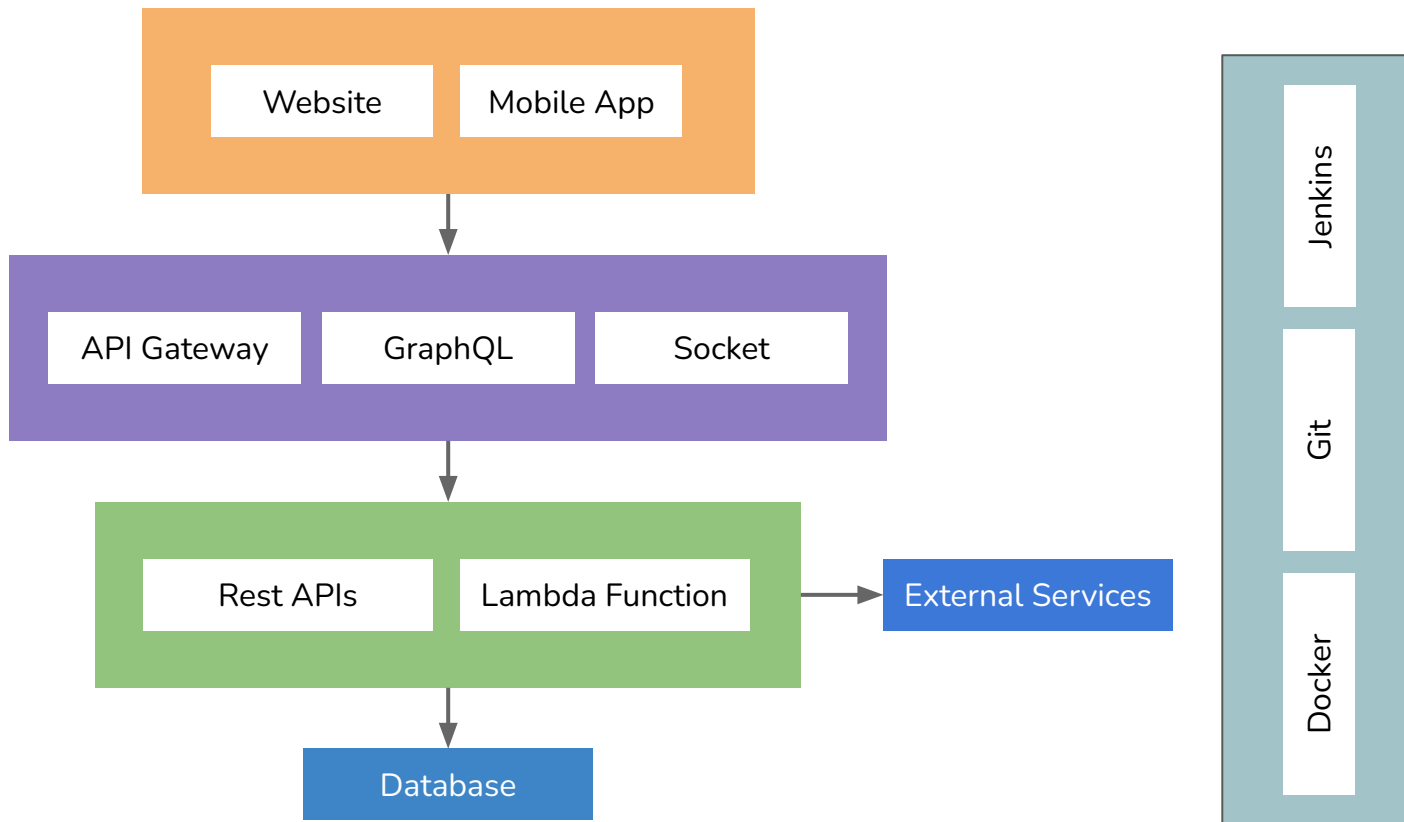 Website
Mobile App
API Gateway
GraphQL
Socket
Rest APIs
Lambda Function
External Services
Database
Jenkins
Git
Docker